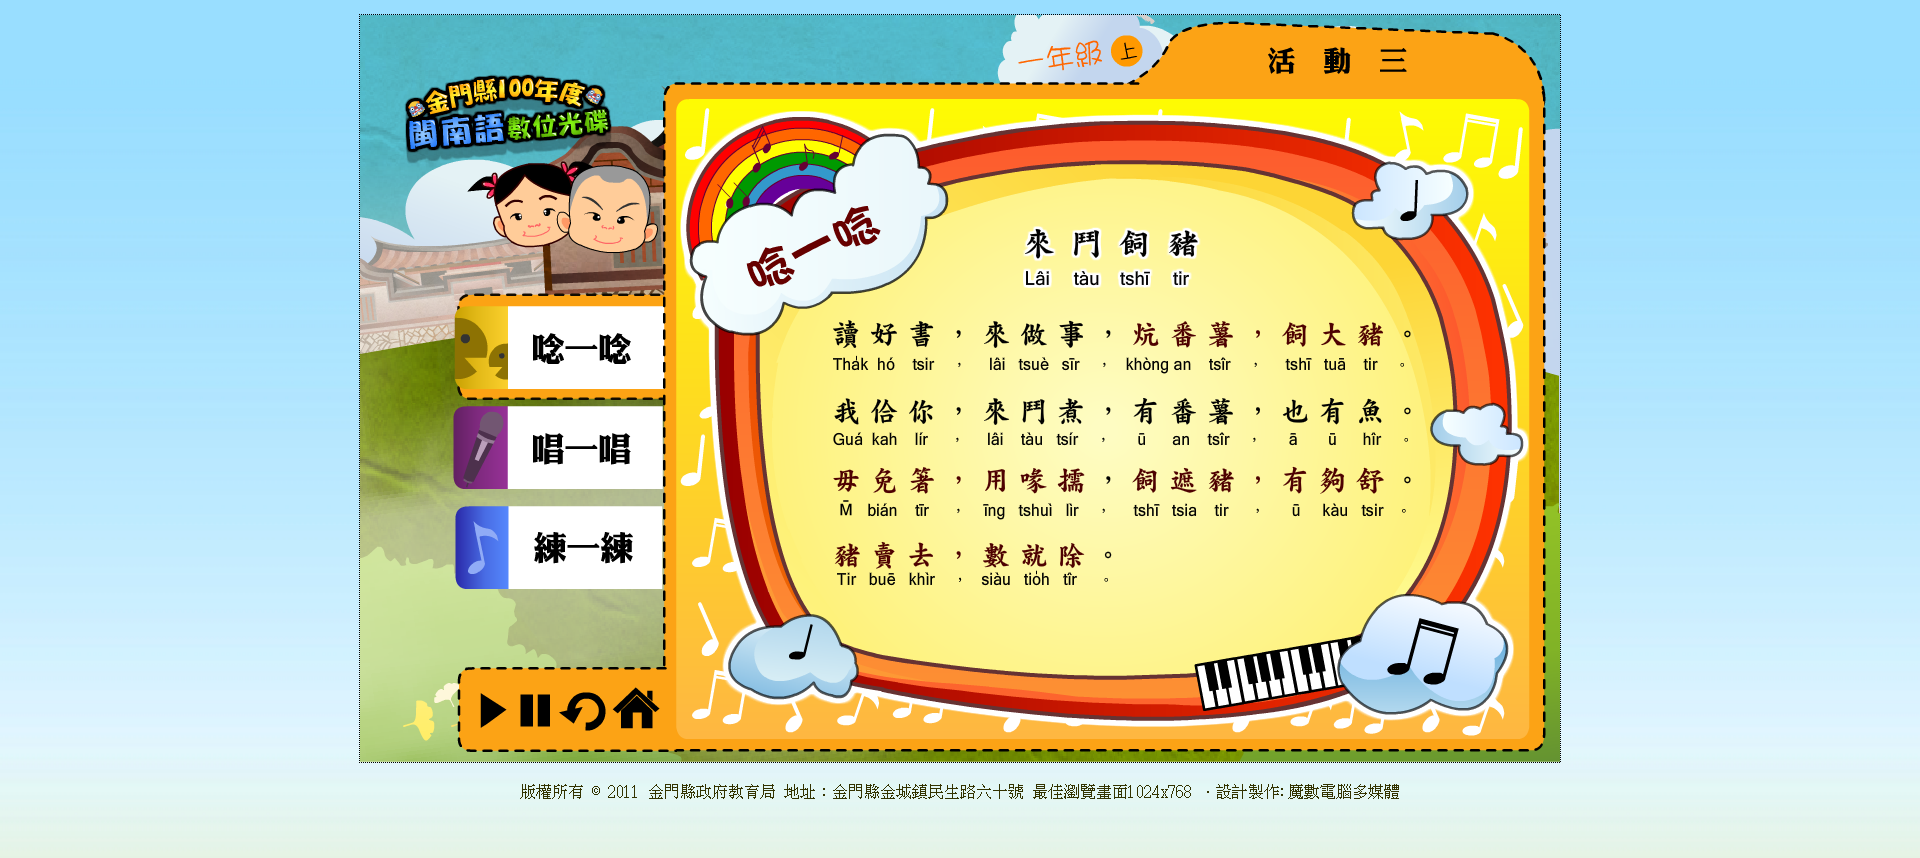 一年級 上
活動三
金門縣100年度
閩南語數位光碟
唸一唸
來鬥飼豬
Lâi tàu tshī tir
讀好書，來做事，炕番薯，飼大豬。
Tha̍k hó tsir ， lâi tsuè sīr ， khòng an tsîr ， tshī tuā tir 。
我佮你，來鬥煮，有番薯，也有魚。
Guá kah lír ， lâi tàu tsír ， ū an tsîr ， ā ū hîr 。
毋免箸，用喙擩，飼遮豬，有夠舒。
M̄ bián tīr ， īng tshuì lìr ， tshī tsia tir ， ū kàu tsir 。
豬賣去，數就除。
Tir buē khìr ， siàu tio̍h tîr 。
唸一唸
唱一唱
練一練
版權所有 © 2011 金門縣政府教育局 地址：金門縣金城鎮民生路六十號 最佳瀏覽畫面1024x768 ‧設計製作: 魔數電腦多媒體